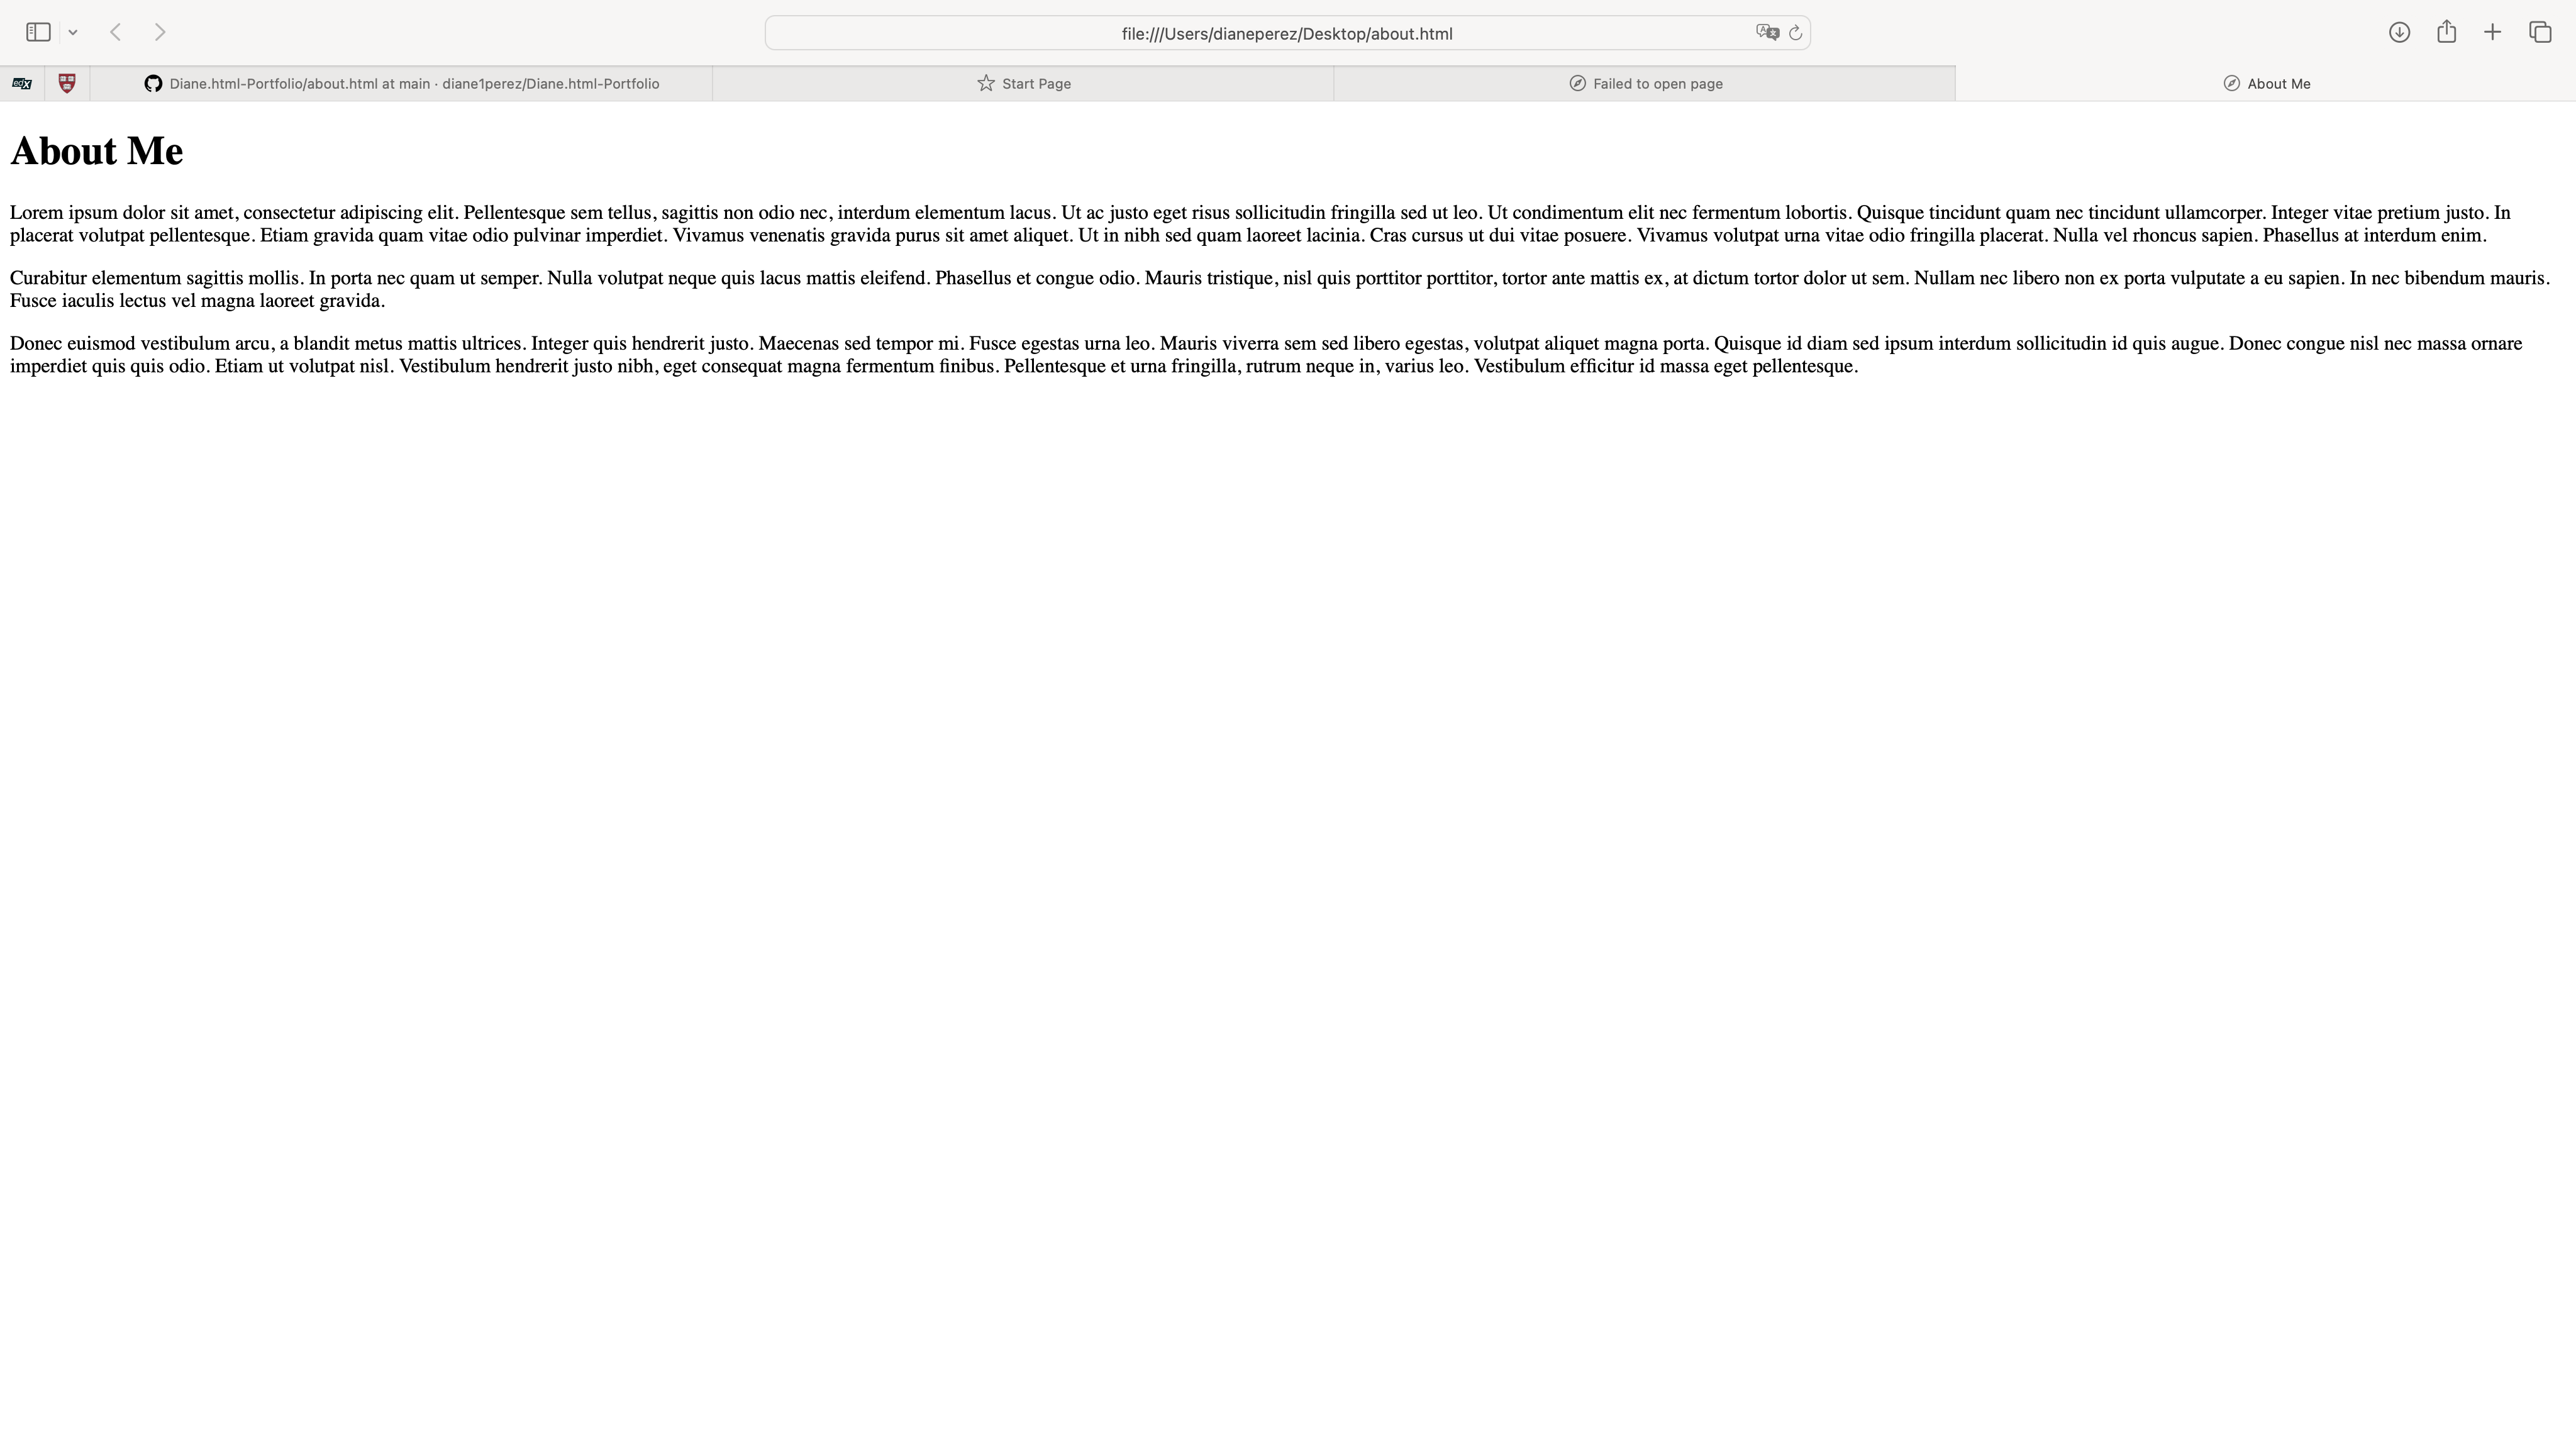 file:///Users/dianeperez/Desktop/about.html
edX
Diane.html-Portfolio/about.html at main · diane1perez/Diane.html-Portfolio
Start Page
Failed to open page
About Me
About Me
Lorem ipsum dolor sit amet, consectetur adipiscing elit. Pellentesque sem tellus, sagittis non odio nec, interdum elementum lacus. Ut ac justo eget risus sollicitudin fringilla sed ut leo. Ut condimentum elit nec fermentum lobortis. Quisque tincidunt quam nec tincidunt ullamcorper. Integer vitae pretium justo. In
placerat volutpat pellentesque. Etiam gravida quam vitae odio pulvinar imperdiet. Vivamus venenatis gravida purus sit amet aliquet. Ut in nibh sed quam laoreet lacinia. Cras cursus ut dui vitae posuere. Vivamus volutpat urna vitae odio fringilla placerat. Nulla vel rhoncus sapien. Phasellus at interdum enim.
Curabitur elementum sagittis mollis. In porta nec quam ut semper. Nulla volutpat neque quis lacus mattis eleifend. Phasellus et congue odio. Mauris tristique, nisl quis porttitor porttitor, tortor ante mattis ex, at dictum tortor dolor ut sem. Nullam nec libero non ex porta vulputate a eu sapien. In nec bibendum mauris.
Fusce iaculis lectus vel magna laoreet gravida.
Donec euismod vestibulum arcu, a blandit metus mattis ultrices. Integer quis hendrerit justo. Maecenas sed tempor mi. Fusce egestas urna leo. Mauris viverra sem sed libero egestas, volutpat aliquet magna porta. Quisque id diam sed ipsum interdum sollicitudin id quis augue. Donec congue nisl nec massa ornare
imperdiet quis quis odio. Etiam ut volutpat nisl. Vestibulum hendrerit justo nibh, eget consequat magna fermentum finibus. Pellentesque et urna fringilla, rutrum neque in, varius leo. Vestibulum efficitur id massa eget pellentesque.